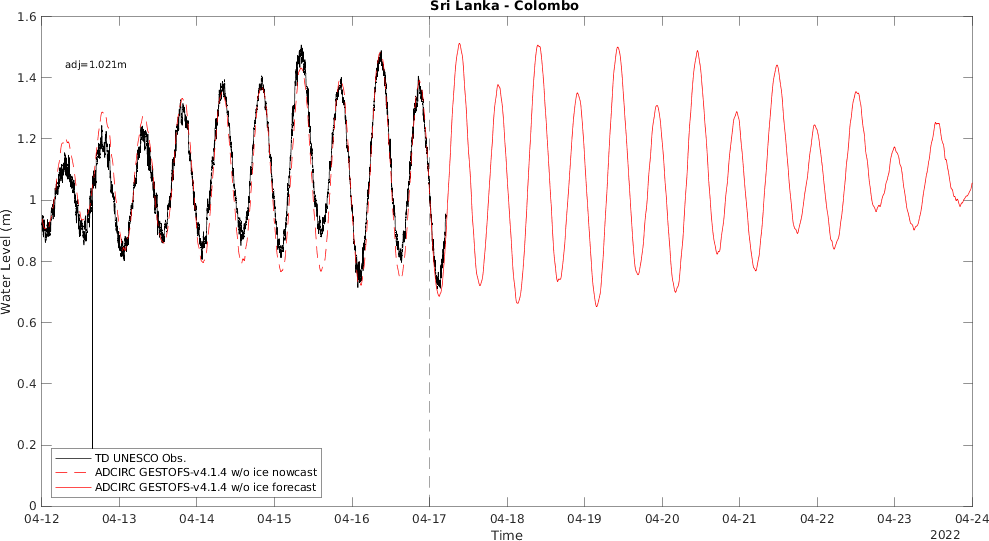 Sri Lanka - Colombo
adj=1.021m
Water Level (m)
1.6
1.4
1.2
1
0.8
0.6
0.4
0.2
0
TD UNESCO Obs.
ADCIRC GESTOFS-v4.1.4 w/o ice nowcast
ADCIRC GESTOFS-v4.1.4 w/o ice forecast
04-12 04-13 04-14 04-15 04-16 04-17 04-18 04-19 04-20 04-21 04-22 04-23 04-24
Time
2022